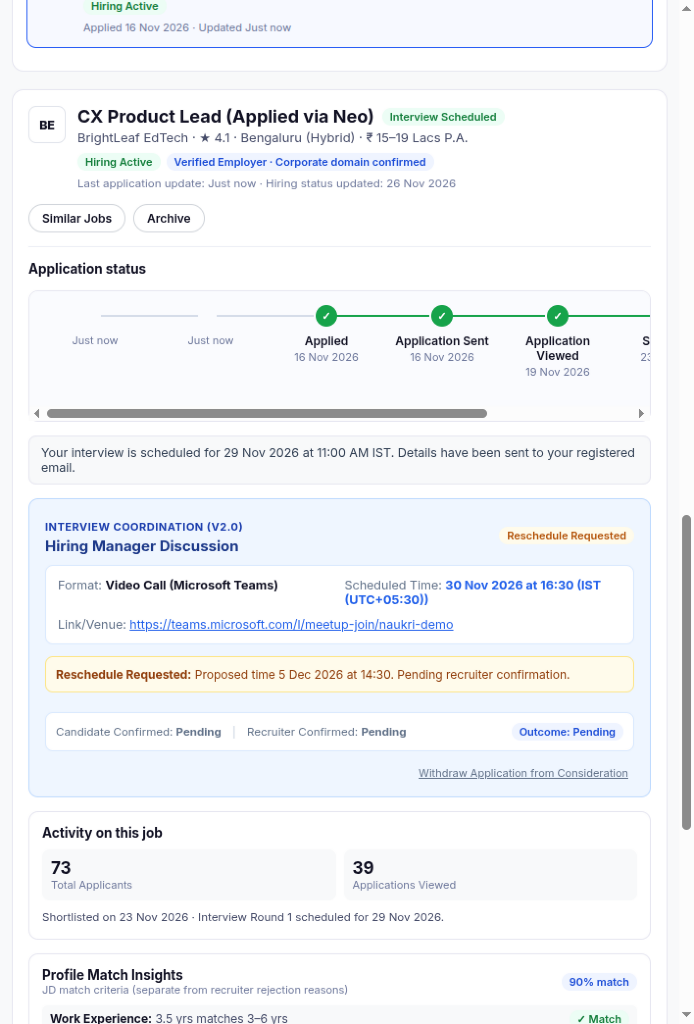 Hiring Active
Applied 16 Nov 2026 · Updated Just now
BE
CX Product Lead (Applied via Neo)
Interview Scheduled
BrightLeaf EdTech · ★ 4.1 · Bengaluru (Hybrid) · ₹ 15–19 Lacs P.A.
Hiring Active
Verified Employer · Corporate domain confirmed
Last application update: Just now · Hiring status updated: 26 Nov 2026
Similar Jobs
Archive
Application status
Just now
Just now
Applied
16 Nov 2026
Application Sent
16 Nov 2026
Application
Viewed
19 Nov 2026
S
23
Your interview is scheduled for 29 Nov 2026 at 11:00 AM IST. Details have been sent to your registered
email.
INTERVIEW COORDINATION (V2.0)
Hiring Manager Discussion
Reschedule Requested
Format: Video Call (Microsoft Teams)
Scheduled Time: 30 Nov 2026 at 16:30 (IST
(UTC+05:30))
Link/Venue: https://teams.microsoft.com/l/meetup-join/naukri-demo
Reschedule Requested: Proposed time 5 Dec 2026 at 14:30. Pending recruiter confirmation.
Candidate Confirmed: Pending
Recruiter Confirmed: Pending
Outcome: Pending
Withdraw Application from Consideration
Activity on this job
73
Total Applicants
39
Applications Viewed
Shortlisted on 23 Nov 2026 · Interview Round 1 scheduled for 29 Nov 2026.
Profile Match Insights
JD match criteria (separate from recruiter rejection reasons)
90% match
Work Experience: 3.5 yrs matches 3–6 yrs
✓ Match